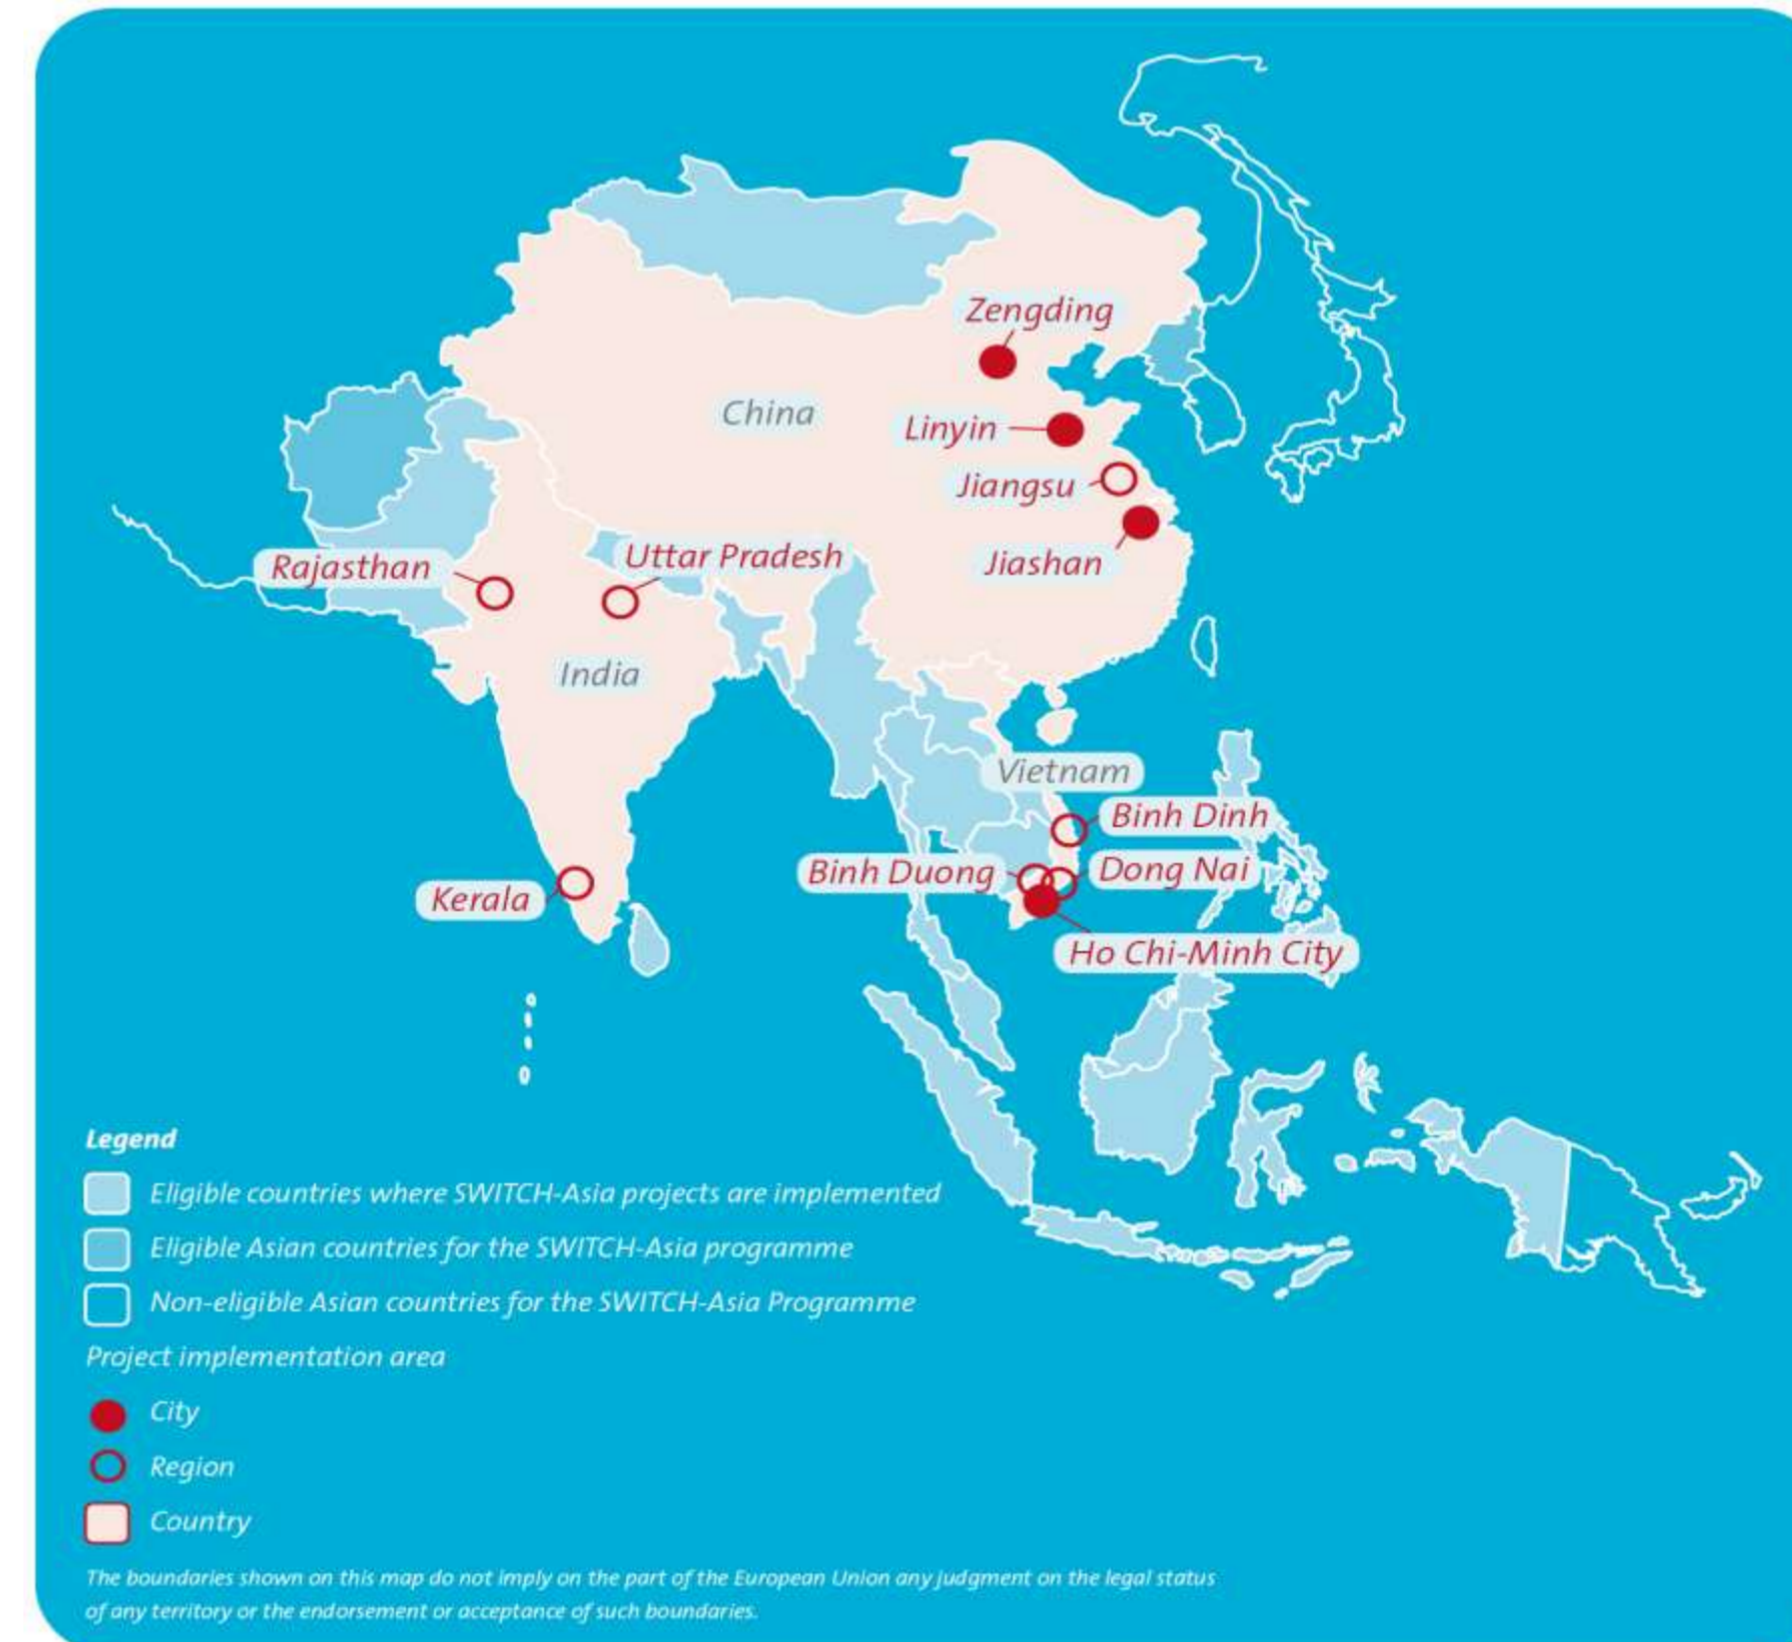 Zengding
China
Linyin
Jiangsu
Jiashan
Rajasthan
Uttar Pradesh
India
Vietnam
Binh Dinh
Binh Duong
Dong Nai
Kerala
Ho Chi-Minh City
Legend
Eligible countries where SWITCH-Asia projects are implemented
Eligible Asian countries for the SWITCH-Asia programme
Non-eligible Asian countries for the SWITCH-Asia Programme
Project implementation area
City
Region
Country
The boundaries shown on this map do not imply on the part of the European Union any judgment on the legal status
of any territory or the endorsement or acceptance of such boundaries.